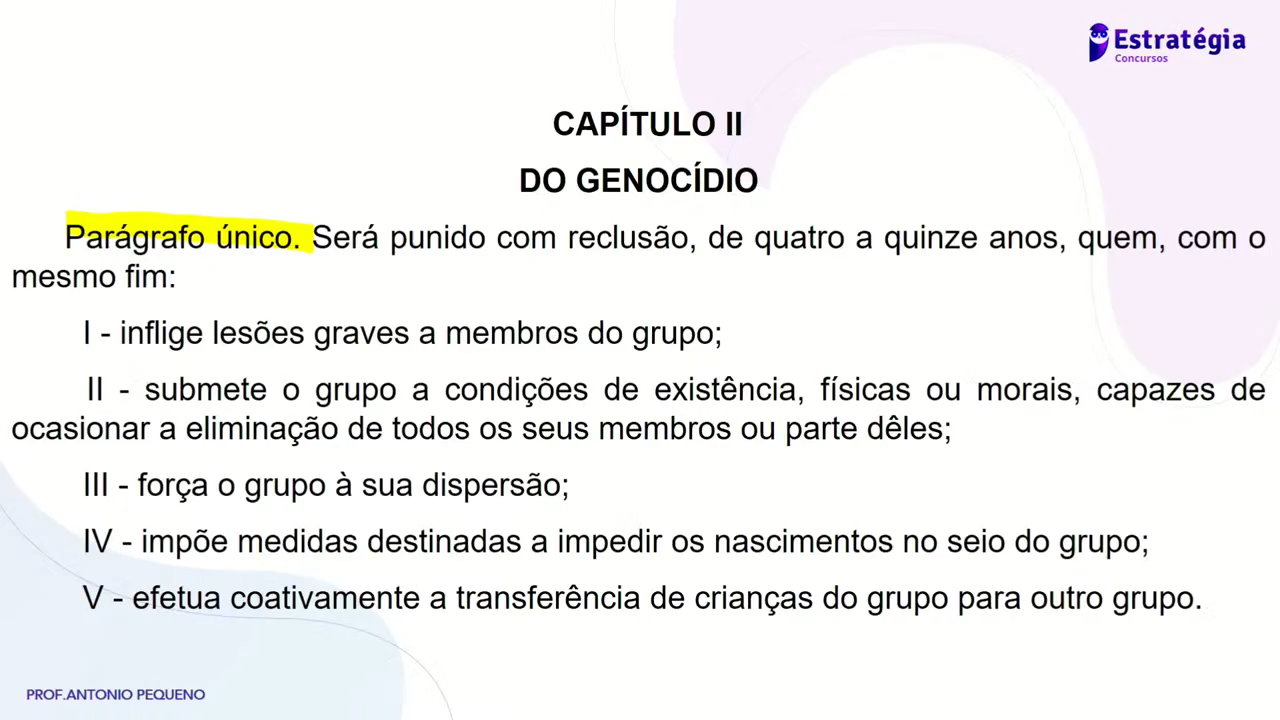 Estratégia
Concursos
CAPÍTULO II
DO GENOCÍDIO
Parágrafo único. Será punido com reclusão, de quatro a quinze anos, quem, com o
mesmo fim:
I - inflige lesões graves a membros do grupo;
II - submete o grupo a condições de existência, físicas ou morais, capazes de
ocasionar a eliminação de todos os seus membros ou parte dêles;
III - força o grupo à sua dispersão;
IV - impõe medidas destinadas a impedir os nascimentos no seio do grupo;
V - efetua coativamente a transferência de crianças do grupo para outro grupo.
PROF.ANTONIO PEQUENO